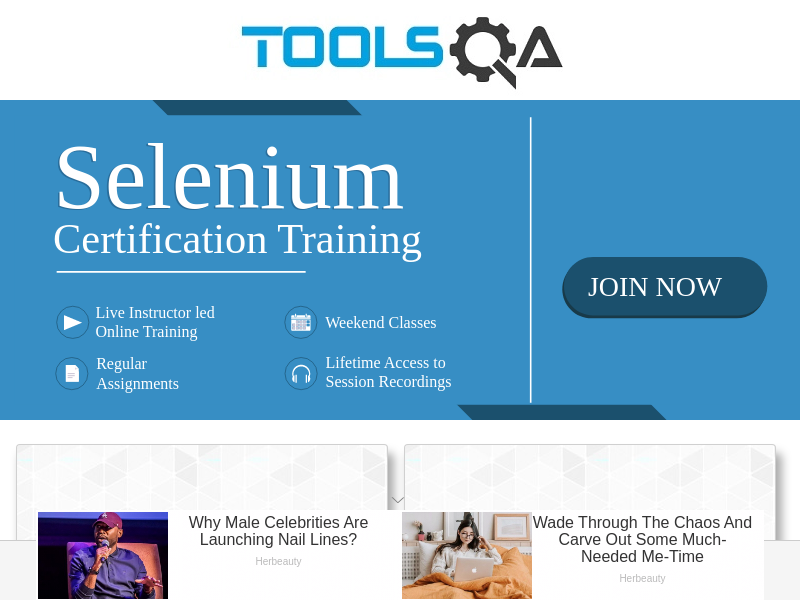 TOOLSQA
Selenium
Certification Training
JOIN NOW
Live Instructor led
Online Training
Weekend Classes
Regular
Assignments
Lifetime Access to
Session Recordings
Why Male Celebrities Are
Launching Nail Lines?
Herbeauty
Wade Through The Chaos And
Carve Out Some Much-
Needed Me-Time
Herbeauty